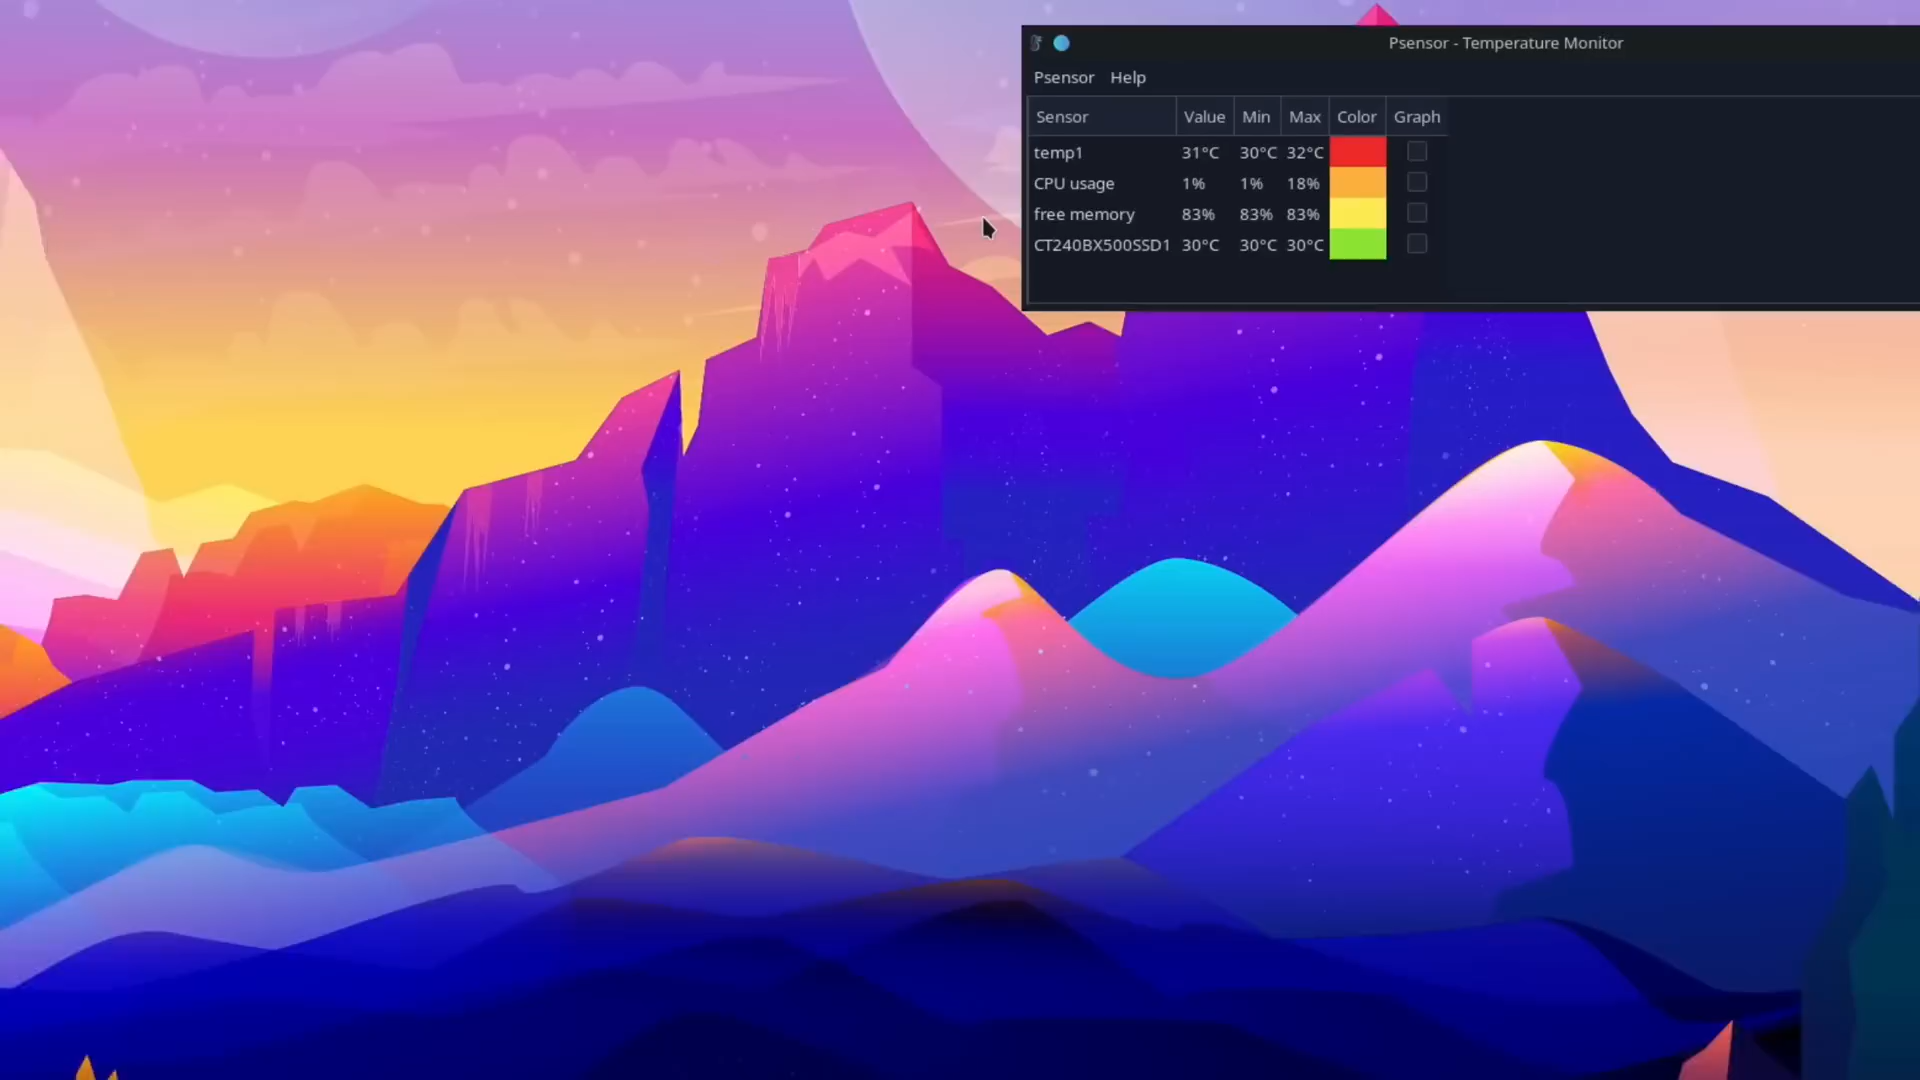 Psensor - Temperature Monitor
Psensor Help
Sensor Value Min Max Color Graph
temp1 31°C 30°C 32°C
CPU usage 1% 1% 18%
free memory 83% 83% 83%
CT240BX500SSD1 30°C 30°C 30°C